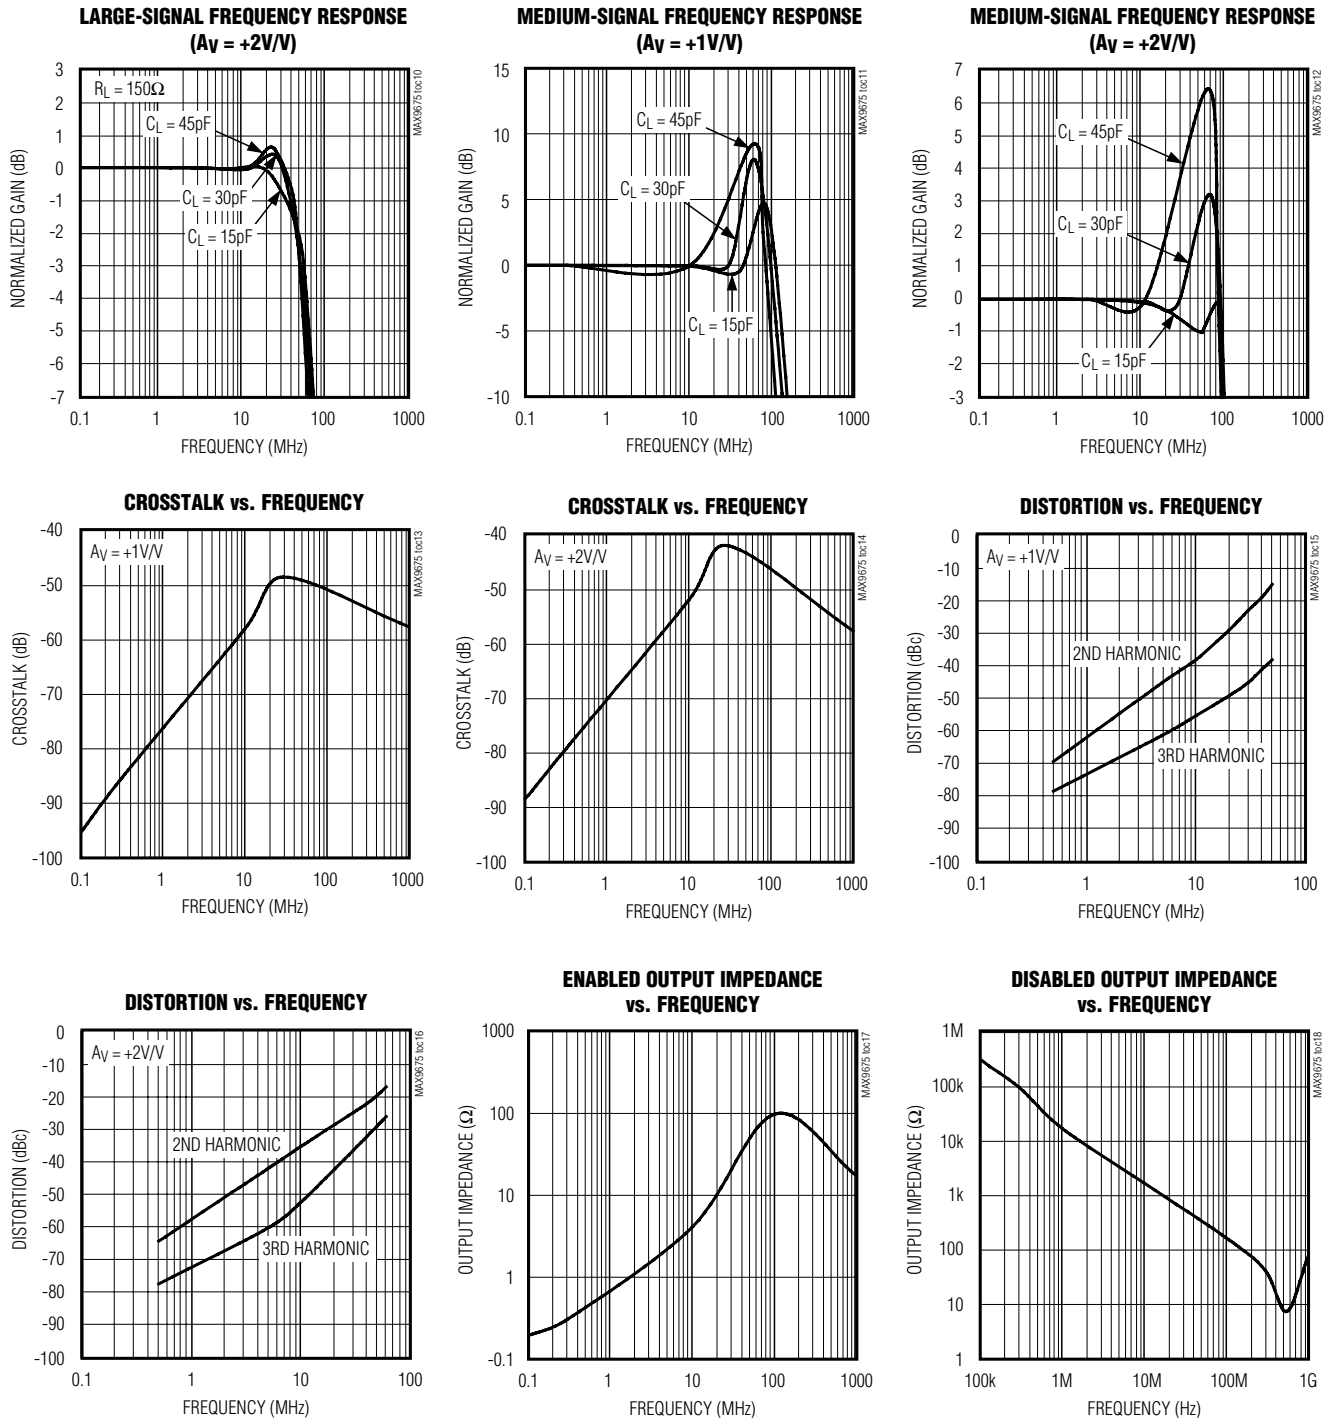 LARGE-SIGNAL FREQUENCY RESPONSE
(AV = +2V/V)
MAX9675 toc10
RL = 150Ω
CL = 45pF
CL = 30pF
CL = 15pF
3
2
1
0
-1
-2
-3
-4
-5
-6
-7
NORMALIZED GAIN (dB)
0.1
1
10
100
1000
FREQUENCY (MHz)
MEDIUM-SIGNAL FREQUENCY RESPONSE
(AV = +1V/V)
MAX9675 toc11
CL = 45pF
CL = 30pF
CL = 15pF
15
10
5
0
-5
-10
NORMALIZED GAIN (dB)
0.1
1
10
100
1000
FREQUENCY (MHz)
MEDIUM-SIGNAL FREQUENCY RESPONSE
(AV = +2V/V)
MAX9675 toc12
CL = 45pF
CL = 30pF
CL = 15pF
7
6
5
4
3
2
1
0
-1
-2
-3
NORMALIZED GAIN (dB)
0.1
1
10
100
1000
FREQUENCY (MHz)
CROSSTALK vs. FREQUENCY
MAX9675 toc13
AV = +1V/V
-40
-50
-60
-70
-80
-90
-100
CROSSTALK (dB)
0.1
1
10
100
1000
FREQUENCY (MHz)
CROSSTALK vs. FREQUENCY
MAX9675 toc14
AV = +2V/V
-40
-50
-60
-70
-80
-90
-100
CROSSTALK (dB)
0.1
1
10
100
1000
FREQUENCY (MHz)
DISTORTION vs. FREQUENCY
MAX9675 toc15
AV = +1V/V
2ND HARMONIC
3RD HARMONIC
0
-10
-20
-30
-40
-50
-60
-70
-80
-90
-100
DISTORTION (dBc)
0.1
1
10
100
FREQUENCY (MHz)
DISTORTION vs. FREQUENCY
MAX9675 toc16
AV = +2V/V
2ND HARMONIC
3RD HARMONIC
0
-10
-20
-30
-40
-50
-60
-70
-80
-90
-100
DISTORTION (dBc)
0.1
1
10
100
FREQUENCY (MHz)
ENABLED OUTPUT IMPEDANCE
vs. FREQUENCY
MAX9675 toc17
1000
100
10
1
-0.1
OUTPUT IMPEDANCE (Ω)
0.1
1
10
100
1000
FREQUENCY (MHz)
DISABLED OUTPUT IMPEDANCE
vs. FREQUENCY
MAX9675 toc18
1M
100k
10k
1k
100
10
1
OUTPUT IMPEDANCE (Ω)
100k
1M
10M
100M
1G
FREQUENCY (Hz)